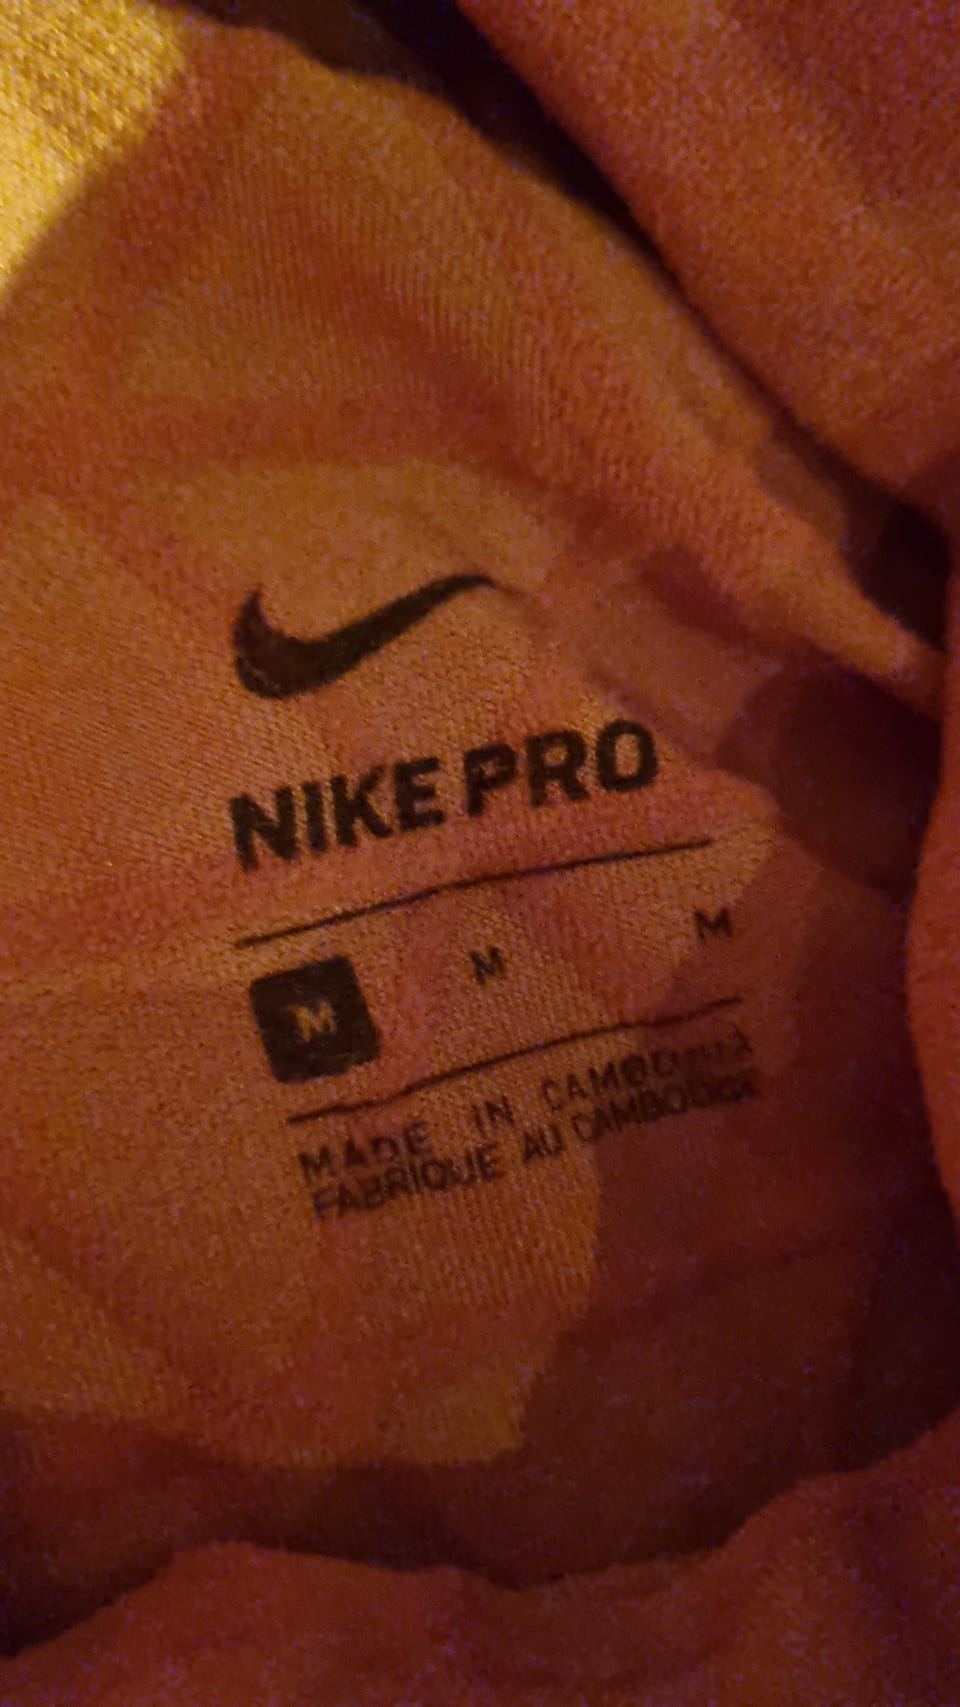 NIKE PRO
M M M
MADE IN CAMBODIA
FABRIQUE AU CAMBODGE